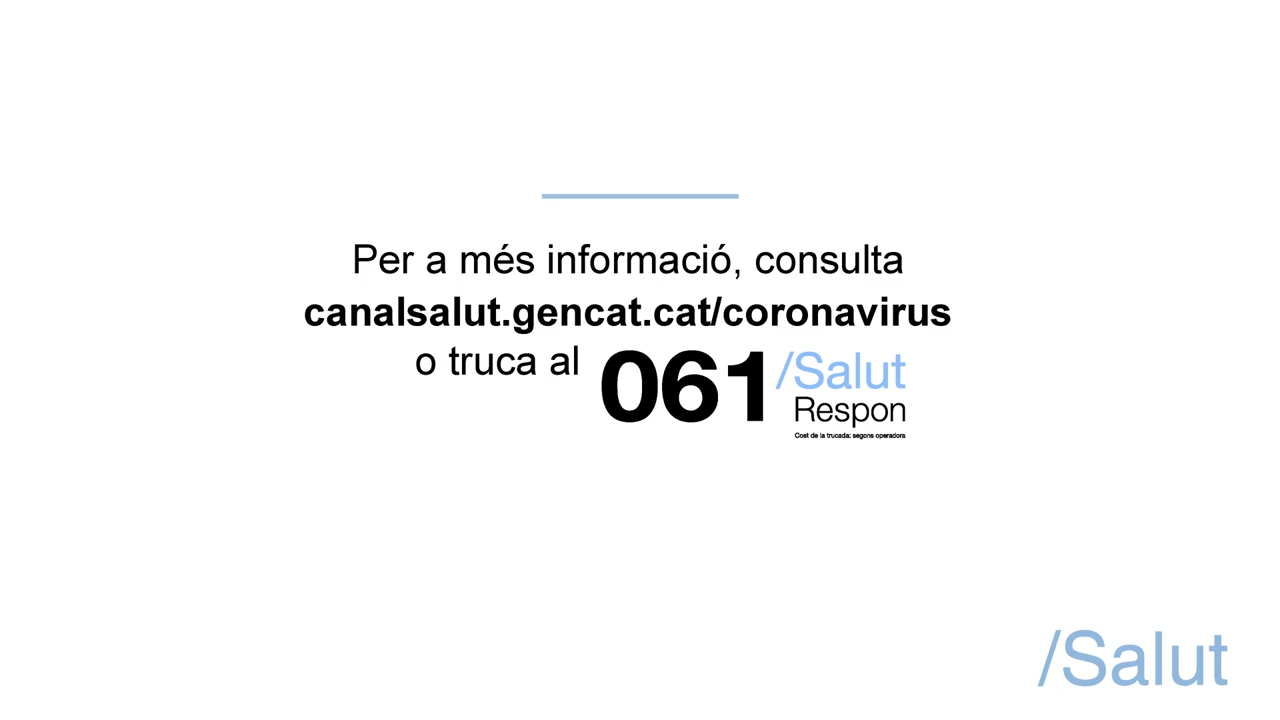 Per a més informació, consulta
canalsalut.gencat.cat/coronavirus
o truca al 061 /Salut
Respon
Cost de la trucada: segons operadora
/Salut